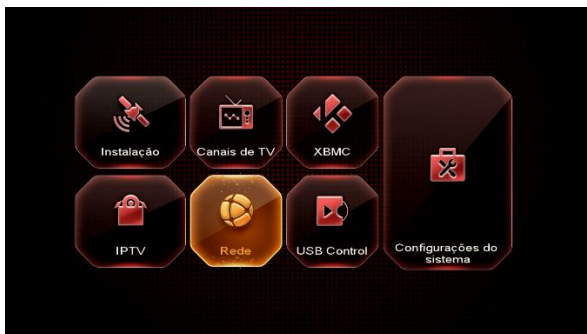 Instalação
Canais de TV
XBMC
IPTV
Rede
USB Control
Configurações do
sistema